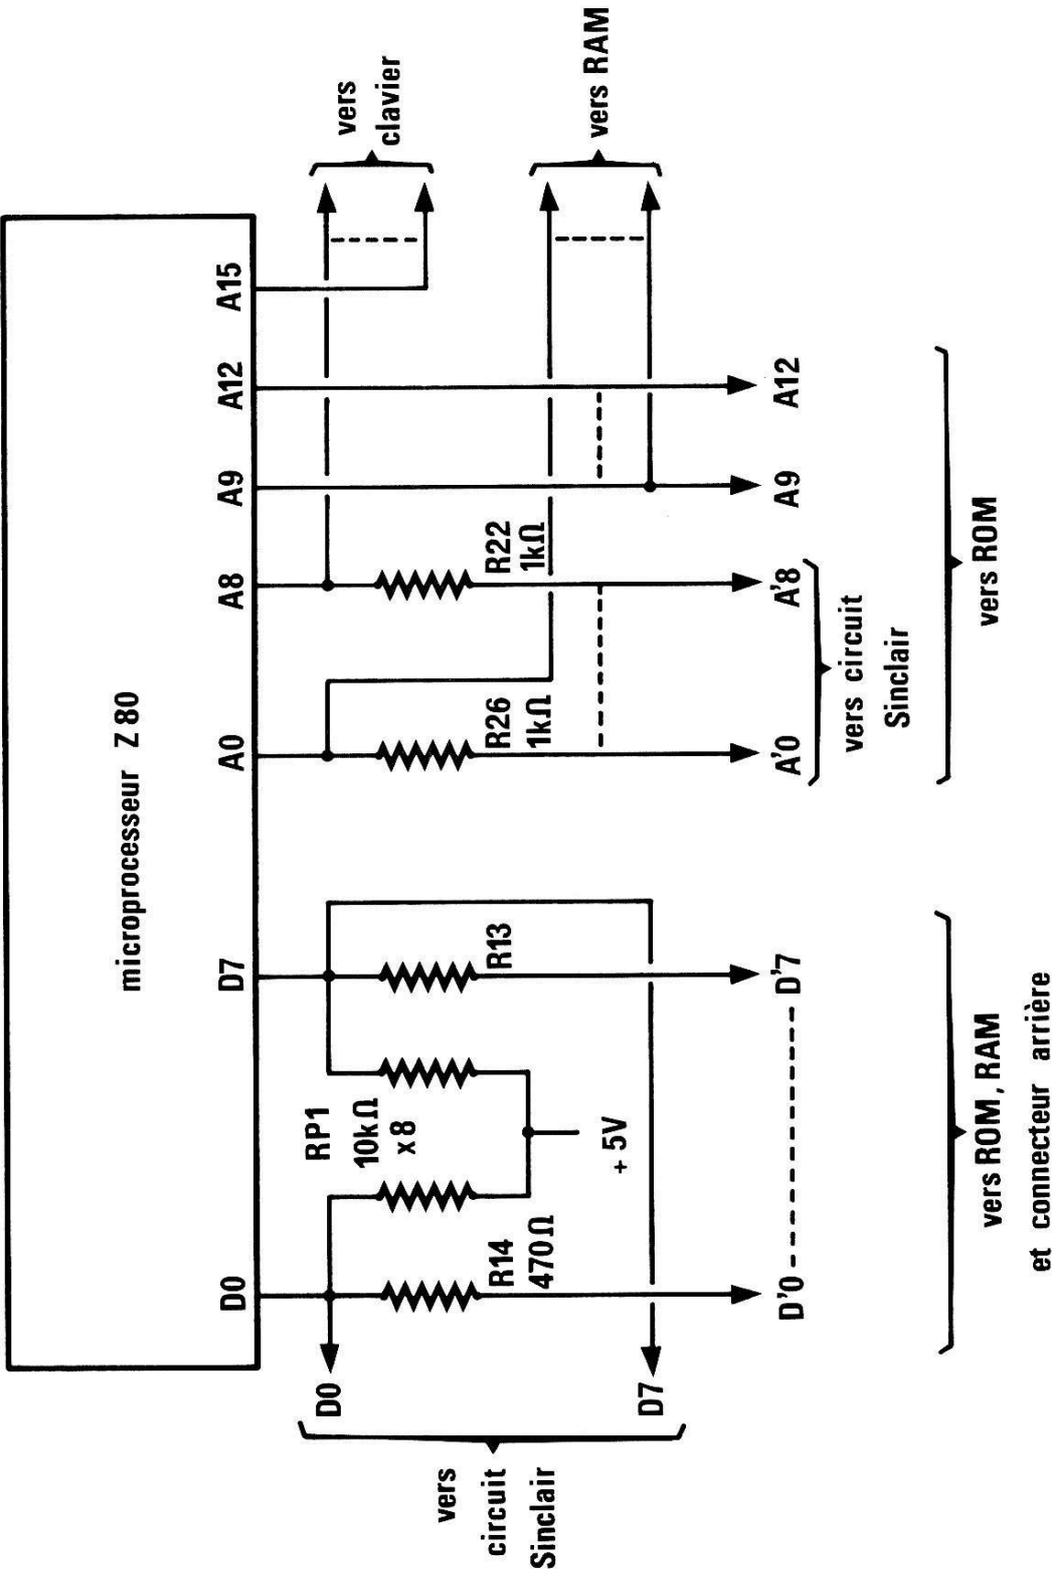 microprocesseur Z 80
D0
D7
A0
A8
A9
A12
A15
vers
clavier
vers RAM
RP1
10kΩ
x 8
+ 5V
R14
470Ω
R13
R26
1kΩ
R22
1kΩ
D0
D7
vers
circuit
Sinclair
D'0
D'7
A'0
A'8
A9
A12
vers circuit
Sinclair
vers ROM, RAM
et connecteur arrière
vers ROM